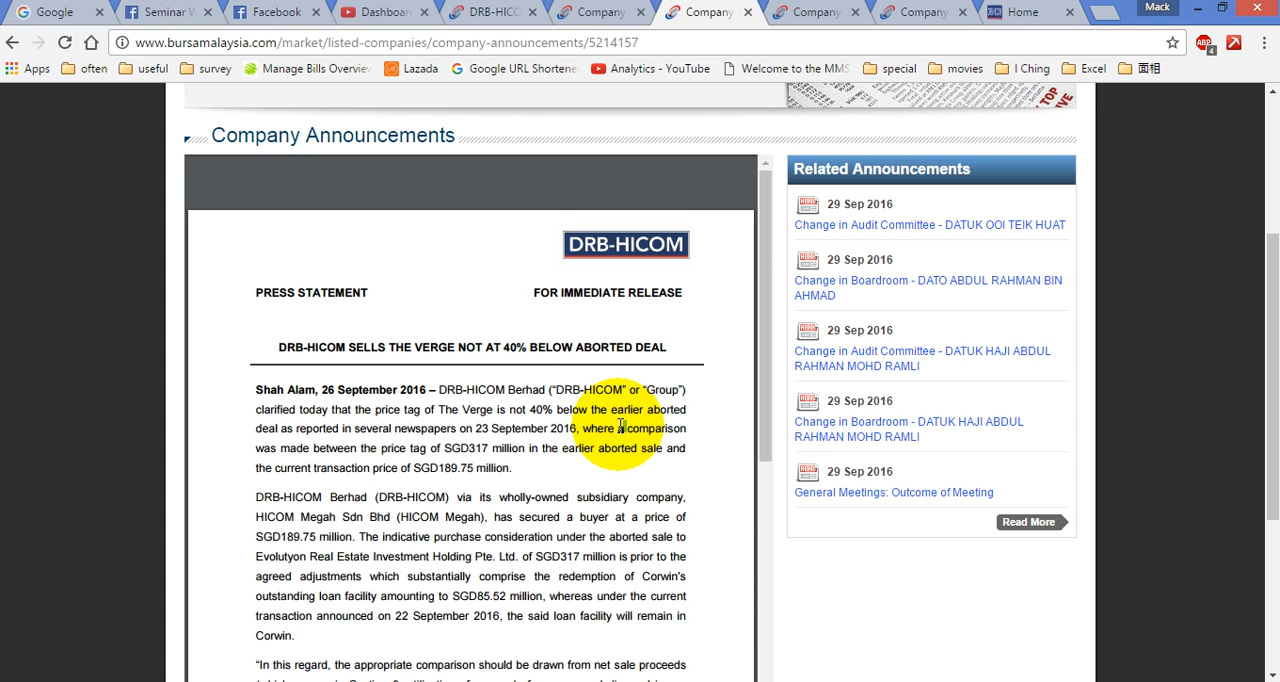 Google
Seminar
Facebook
Dashboar
DRB-HIC
Company
Company
Company
Company
Home
Mack
www.bursamalaysia.com/market/listed-companies/company-announcements/5214157
ABP
4
Apps
often
useful
survey
Manage Bills Overview
Lazada
Google URL Shortene
Analytics - YouTube
Welcome to the MMS
special
movies
I Ching
Excel
面相
TOP
Company Announcements
DRB-HICOM
PRESS STATEMENT
FOR IMMEDIATE RELEASE
DRB-HICOM SELLS THE VERGE NOT AT 40% BELOW ABORTED DEAL
Shah Alam, 26 September 2016 – DRB-HICOM Berhad (“DRB-HICOM” or “Group”)
clarified today that the price tag of The Verge is not 40% below the earlier aborted
deal as reported in several newspapers on 23 September 2016, where a comparison
was made between the price tag of SGD317 million in the earlier aborted sale and
the current transaction price of SGD189.75 million.
DRB-HICOM Berhad (DRB-HICOM) via its wholly-owned subsidiary company,
HICOM Megah Sdn Bhd (HICOM Megah), has secured a buyer at a price of
SGD189.75 million. The indicative purchase consideration under the aborted sale to
Evolutyon Real Estate Investment Holding Pte. Ltd. of SGD317 million is prior to the
agreed adjustments which substantially comprise the redemption of Corwin's
outstanding loan facility amounting to SGD85.52 million, whereas under the current
transaction announced on 22 September 2016, the said loan facility will remain in
Corwin.
“In this regard, the appropriate comparison should be drawn from net sale proceeds
Related Announcements
29 Sep 2016
Change in Audit Committee - DATUK OOI TEIK HUAT
29 Sep 2016
Change in Boardroom - DATO ABDUL RAHMAN BIN
AHMAD
29 Sep 2016
Change in Audit Committee - DATUK HAJI ABDUL
RAHMAN MOHD RAMLI
29 Sep 2016
Change in Boardroom - DATUK HAJI ABDUL
RAHMAN MOHD RAMLI
29 Sep 2016
General Meetings: Outcome of Meeting
Read More